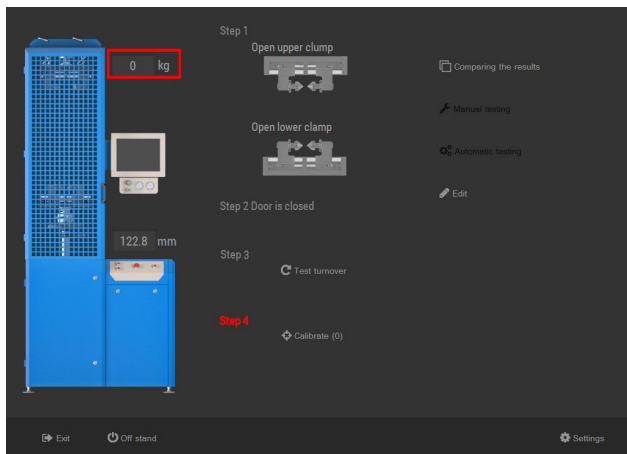 Step 1
Open upper clump
0 kg
Comparing the results
Manual testing
Open lower clamp
Automatic testing
Edit
Step 2 Door is closed
122.8 mm
Step 3
Test turnover
Step 4
Calibrate (0)
Exit
Off stand
Settings